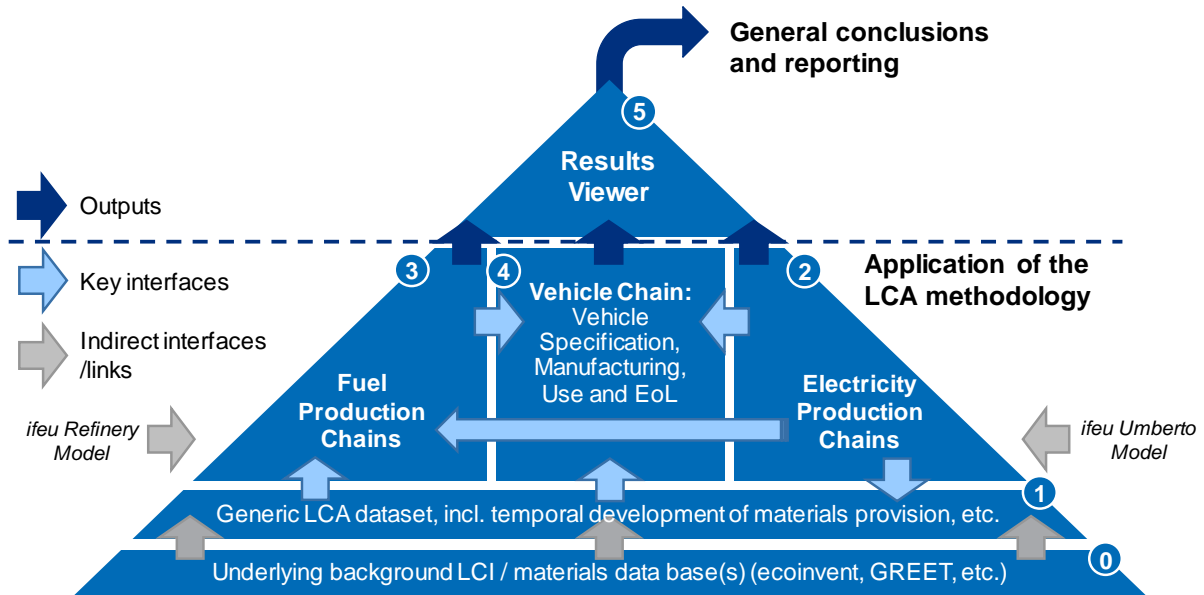 General conclusions
and reporting
5
Results
Viewer
Outputs
Key interfaces
Indirect interfaces
/links
3
4
2
Application of the
LCA methodology
Vehicle Chain:
Vehicle
Specification,
Manufacturing,
Use and EoL
Fuel
Production
Chains
Electricity
Production
Chains
ifeu Refinery
Model
ifeu Umberto
Model
1
Generic LCA dataset, incl. temporal development of materials provision, etc.
0
Underlying background LCI / materials data base(s) (ecoinvent, GREET, etc.)